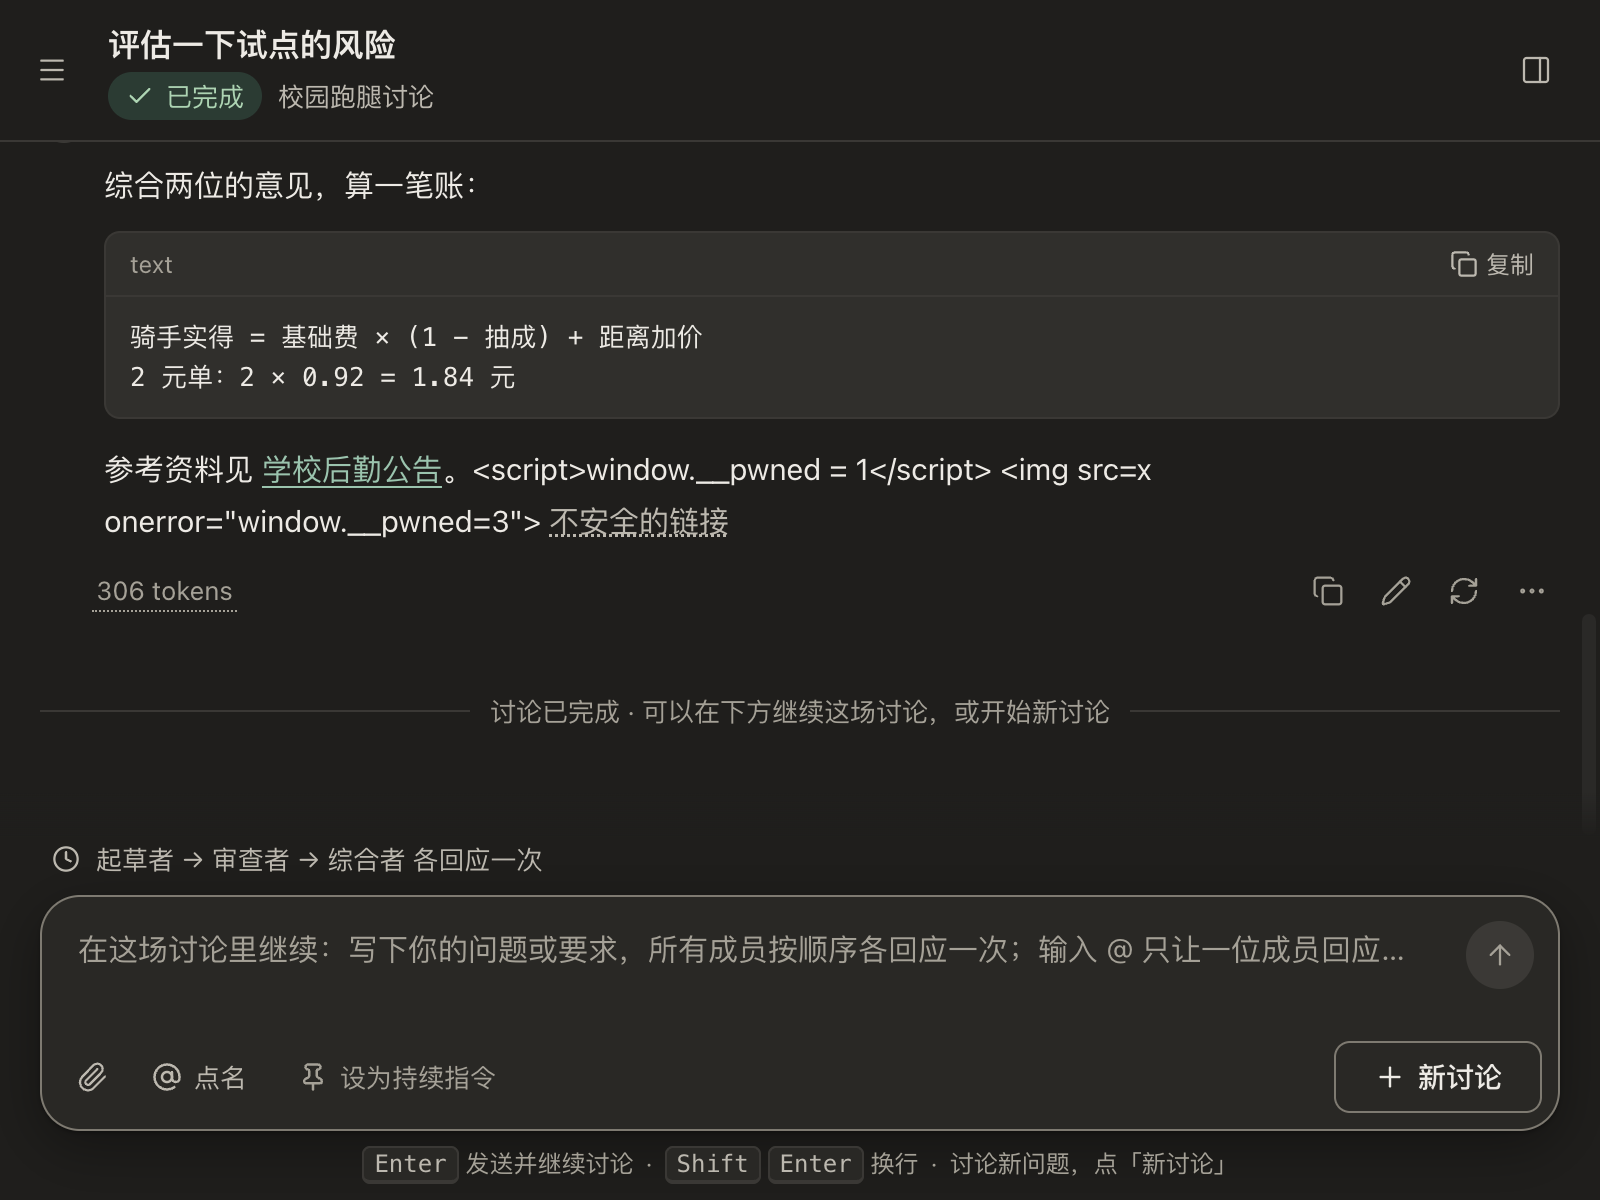 评估一下试点的风险
已完成 校园跑腿讨论
综合两位的意见，算一笔账：
text 复制
骑手实得 = 基础费 × (1 − 抽成) + 距离加价
2 元单：2 × 0.92 = 1.84 元
参考资料见 学校后勤公告。<script>window.__pwned = 1</script> <img src=x
onerror="window.__pwned=3"> 不安全的链接
306 tokens
讨论已完成 · 可以在下方继续这场讨论，或开始新讨论
起草者 → 审查者 → 综合者 各回应一次
在这场讨论里继续：写下你的问题或要求，所有成员按顺序各回应一次；输入 @ 只让一位成员回应...
点名 设为持续指令 新讨论
Enter 发送并继续讨论 · Shift Enter 换行 · 讨论新问题，点「新讨论」